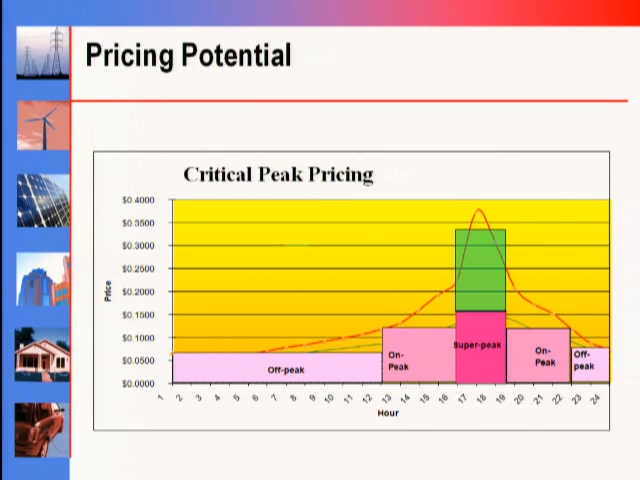 Pricing Potential
Critical Peak Pricing
$0.4000
$0.3500
$0.3000
$0.2500
$0.2000
$0.1500
$0.1000
$0.0500
$0.0000
Price
Off-peak
On-
Peak
Super-peak
On-
Peak
Off-
peak
1 2 3 4 5 6 7 8 9 10 11 12 13 14 15 16 17 18 19 20 21 22 23 24
Hour